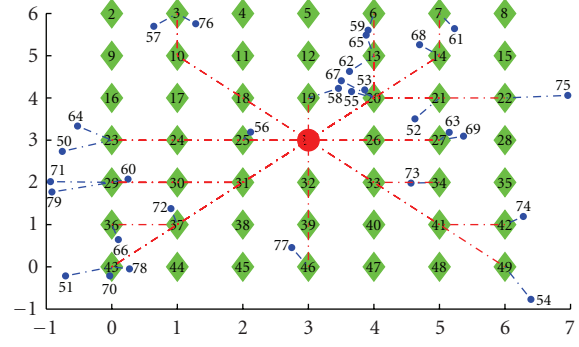 6 2 3 76 4 5 59 6 7 8
57 65 68 61
5 9 10 11 12 13 14 15
62
67 53 75
4 16 17 18 19 58 55 20 21 22
64 56 52 63 69
3 50 23 24 25 26 27 28
71 60 73
2 29 30 31 32 33 34 35
79 72 74
1 36 37 38 39 40 41 42
66 77
0 43 78 44 45 46 47 48 49
51 70 54
−1
−1 0 1 2 3 4 5 6 7